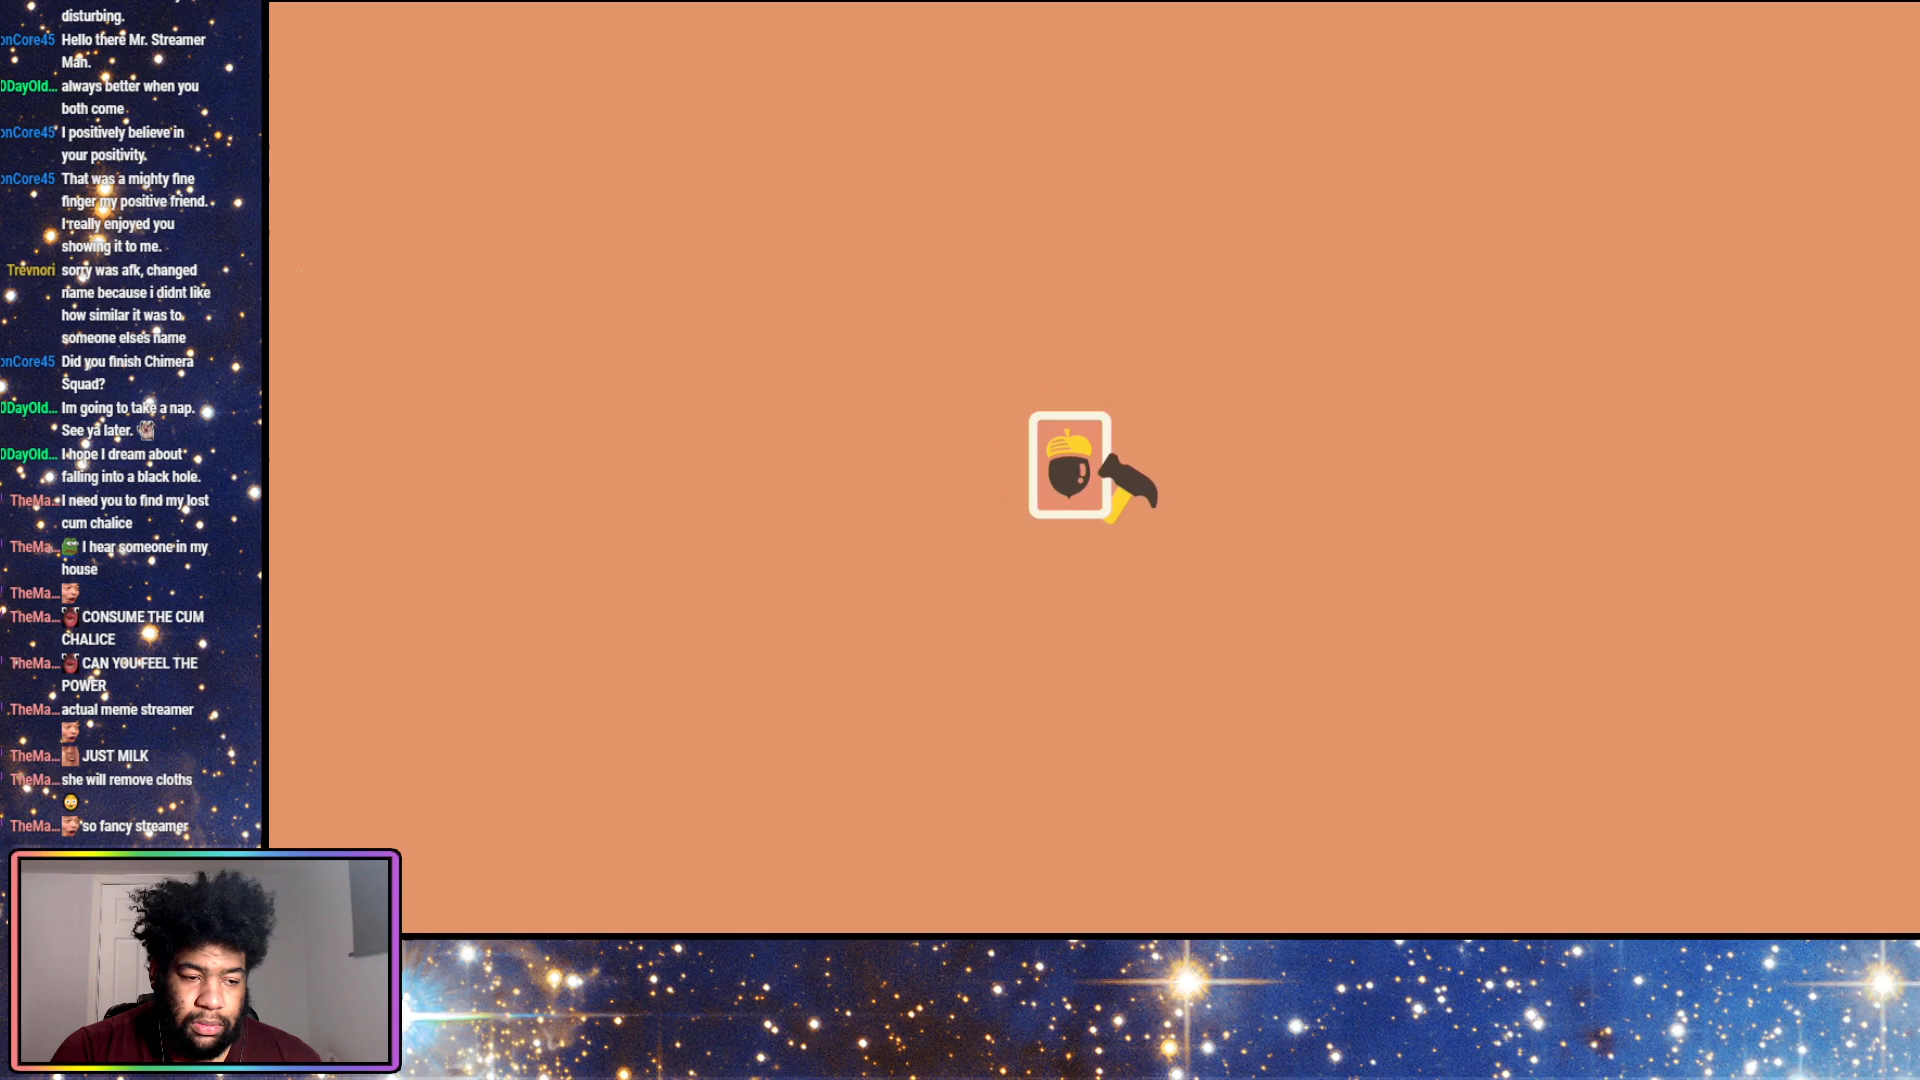 disturbing.
onCore45 Hello there Mr. Streamer
Man.
0DayOld... always better when you
both come
onCore45 I positively believe in
your positivity.
onCore45 That was a mighty fine
finger my positive friend.
I really enjoyed you
showing it to me.
Trevnori sorry was afk, changed
name because i didnt like
how similar it was to
someone elses name
onCore45 Did you finish Chimera
Squad?
0DayOld... Im going to take a nap.
See ya later.
0DayOld... I hope I dream about
falling into a black hole.
TheMa... I need you to find my lost
cum chalice
TheMa... I hear someone in my
house
TheMa...
TheMa... CONSUME THE CUM
CHALICE
TheMa... CAN YOU FEEL THE
POWER
TheMa... actual meme streamer
TheMa... JUST MILK
TheMa... she will remove cloths
TheMa... so fancy streamer